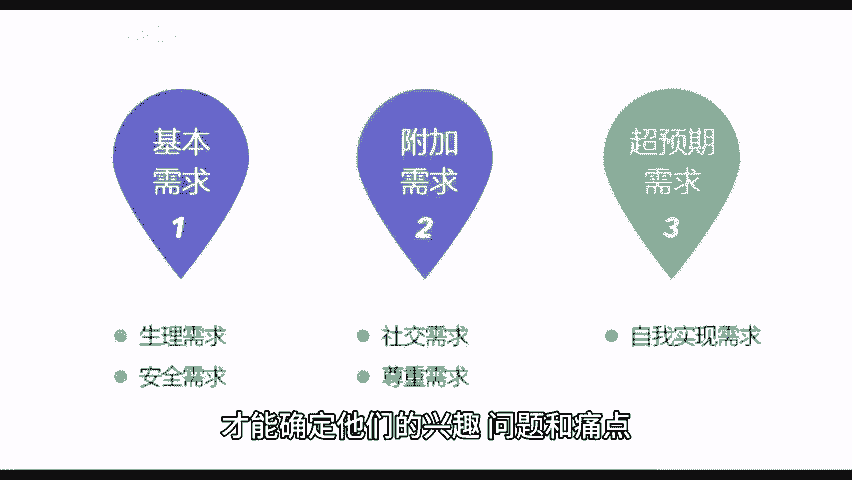 基本
需求
1
附加
需求
2
超预期
需求
3
生理需求
安全需求
社交需求
尊重需求
自我实现需求
才能确定他们的兴趣 问题和痛点